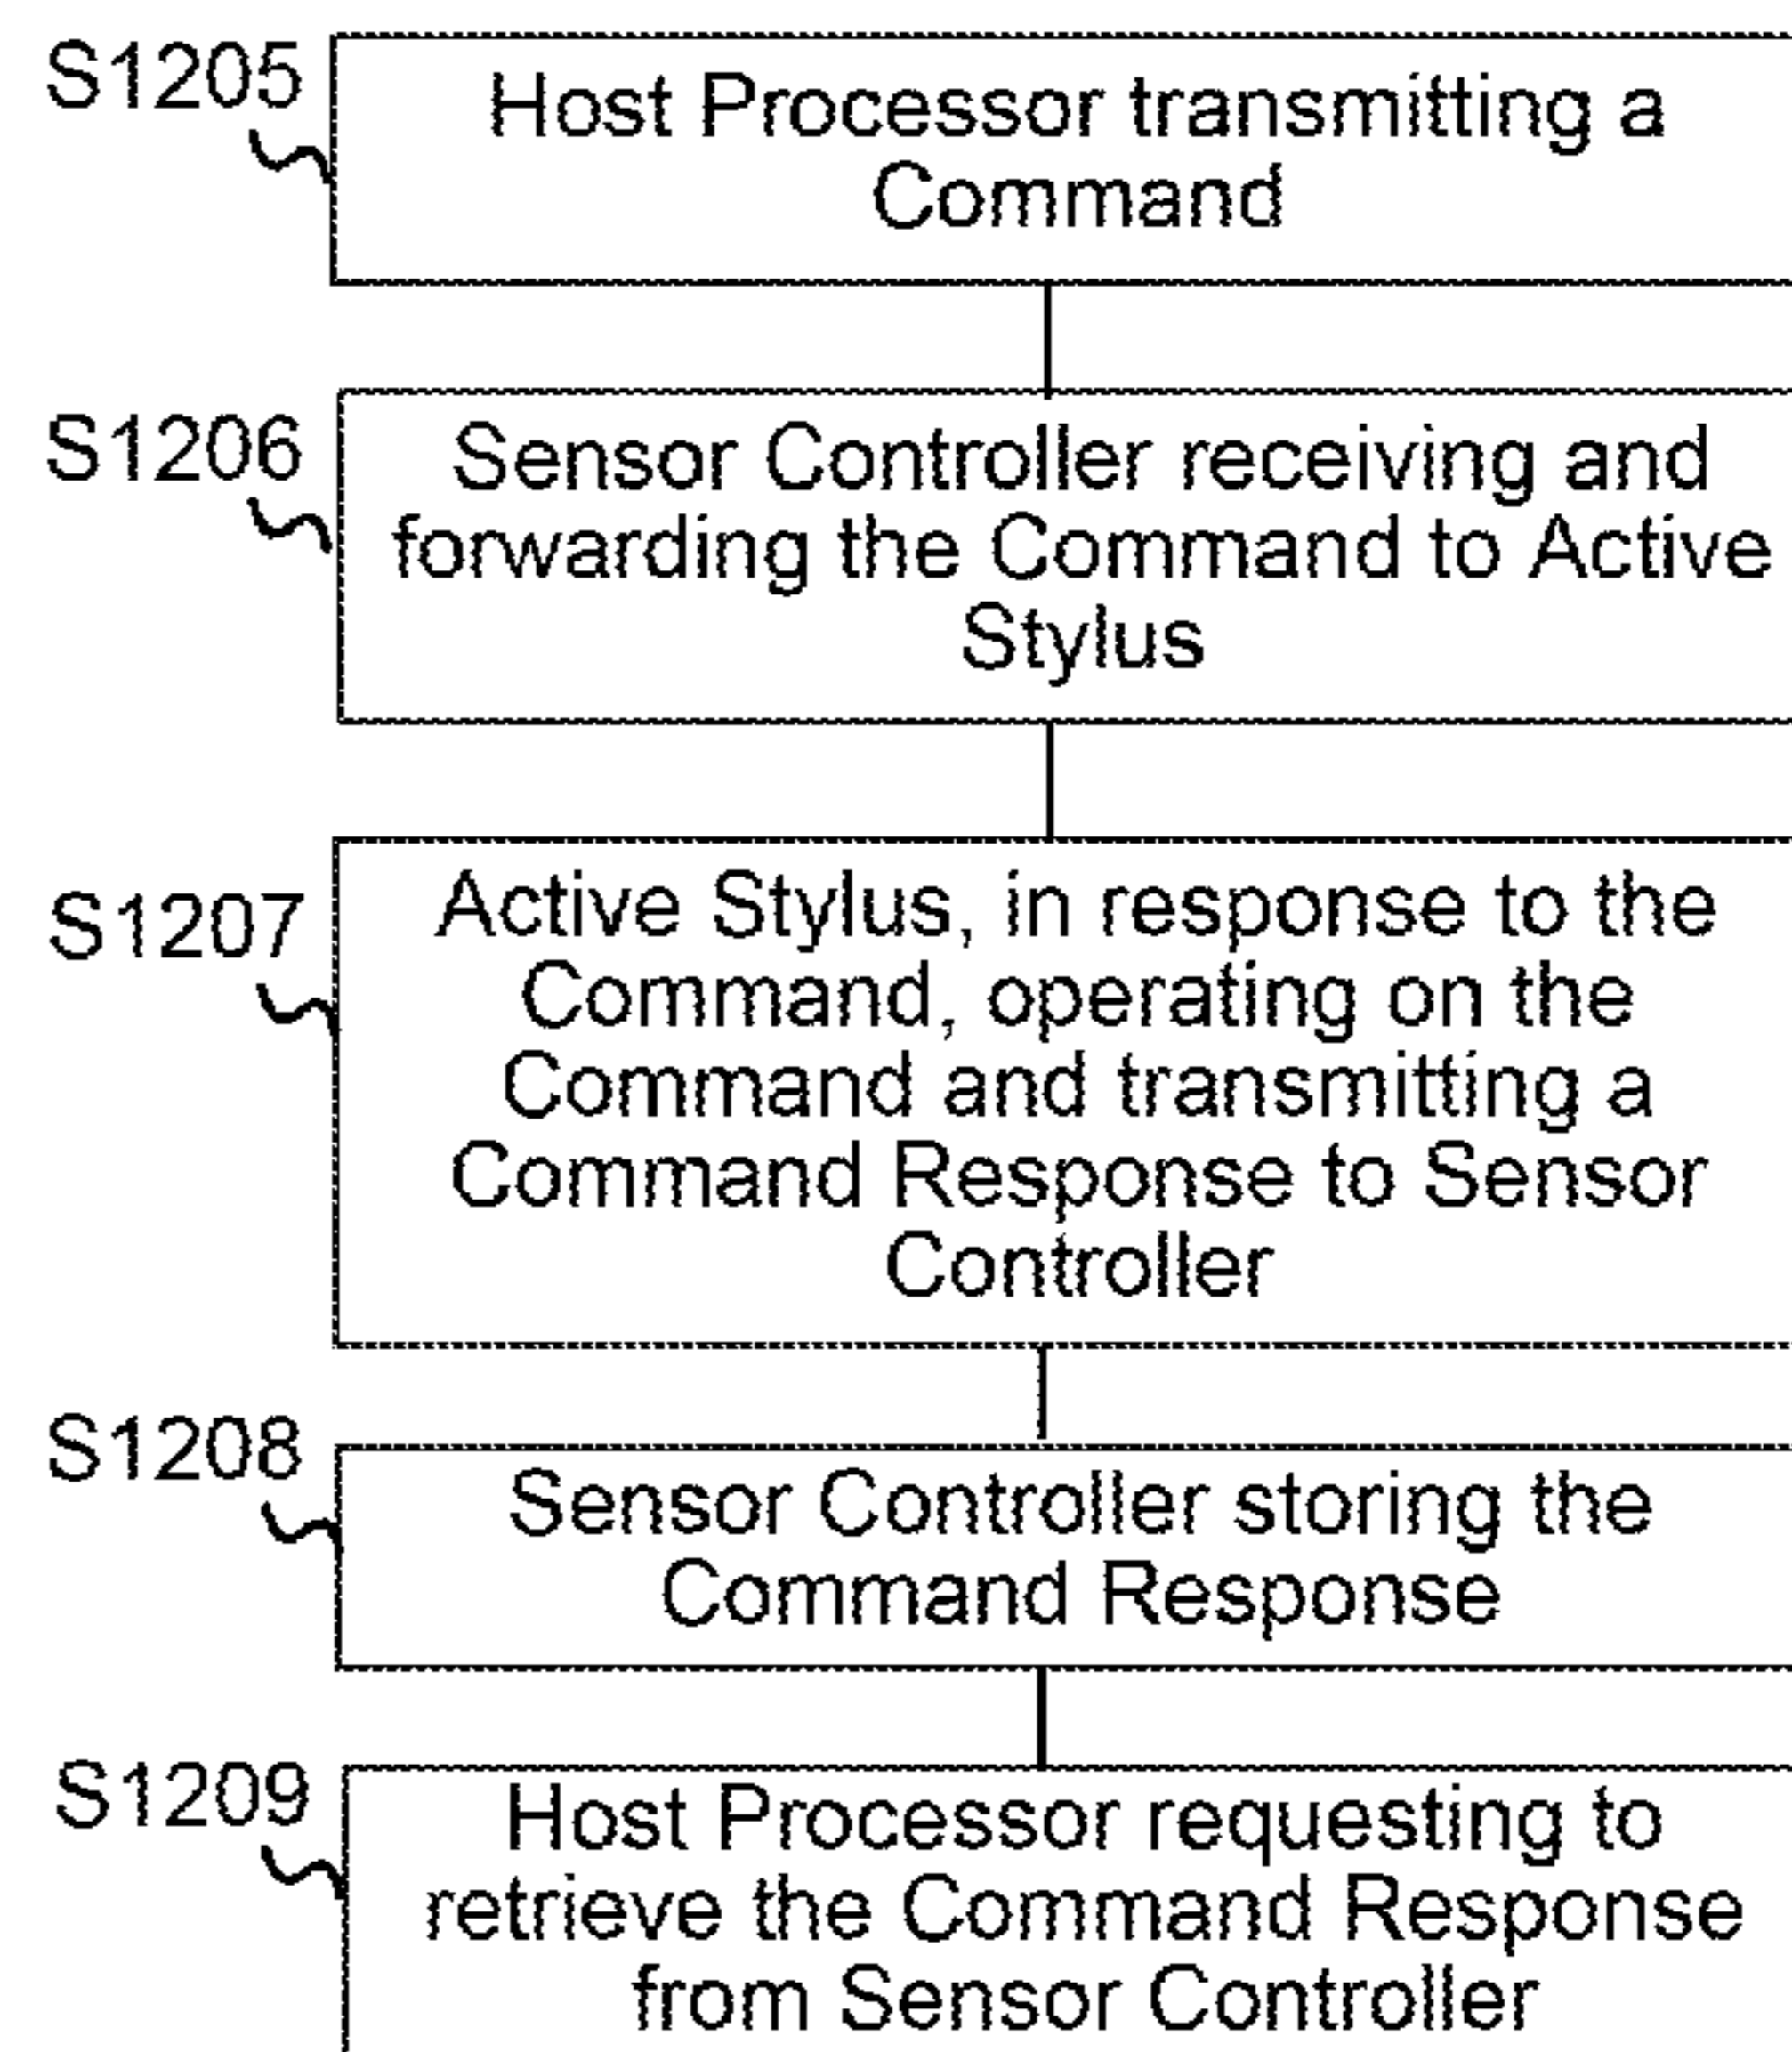 S1205
Host Processor transmitting a
Command
S1206
Sensor Controller receiving and
forwarding the Command to Active
Stylus
S1207
Active Stylus, in response to the
Command, operating on the
Command and transmitting a
Command Response to Sensor
Controller
S1208
Sensor Controller storing the
Command Response
S1209
Host Processor requesting to
retrieve the Command Response
from Sensor Controller